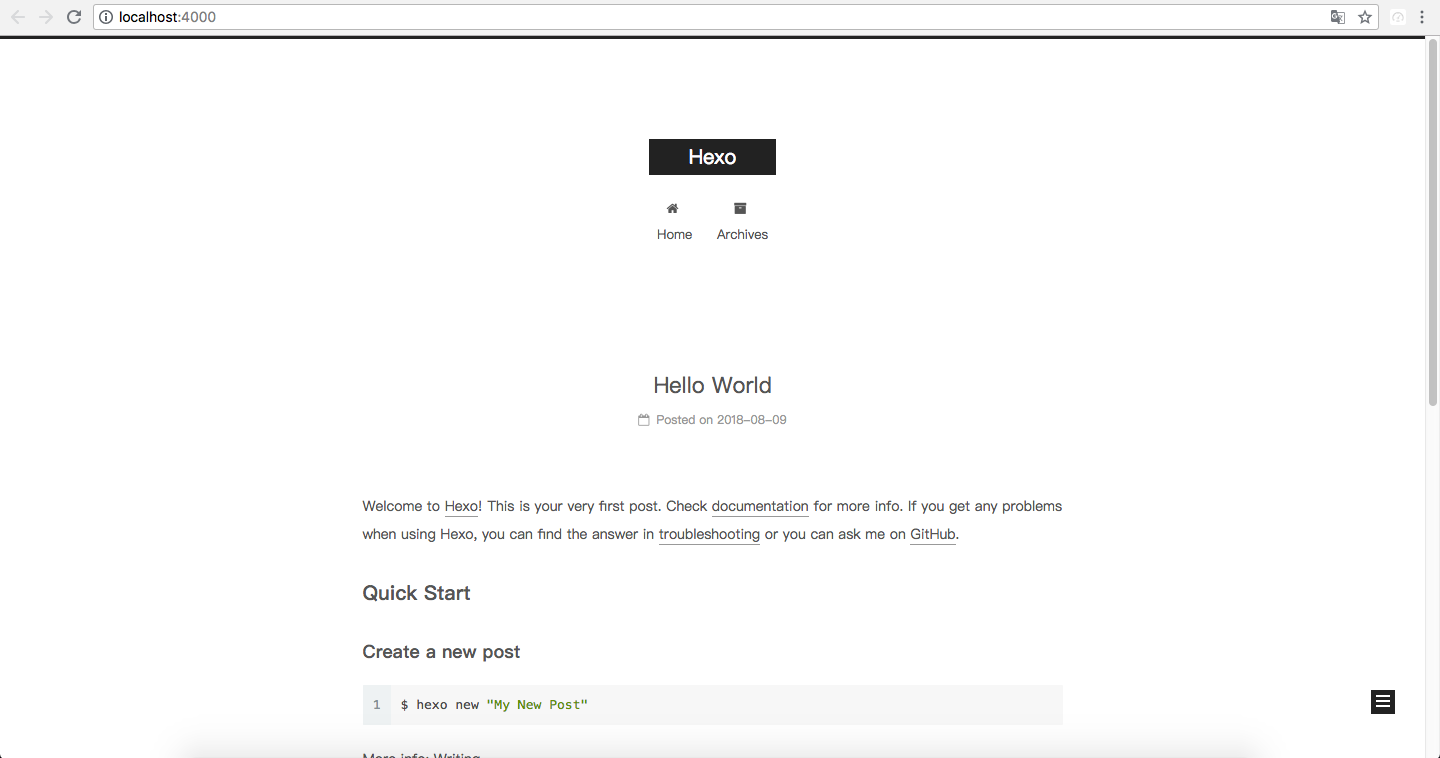 localhost:4000
Hexo
Home Archives
Hello World
Posted on 2018-08-09
Welcome to Hexo! This is your very first post. Check documentation for more info. If you get any problems
when using Hexo, you can find the answer in troubleshooting or you can ask me on GitHub.
Quick Start
Create a new post
1 $ hexo new "My New Post"
More info: Writing